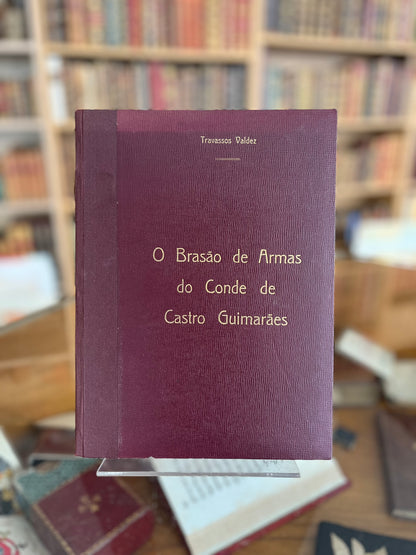 Travassos Valdez
O Brasão de Armas
do Conde de
Castro Guimarães